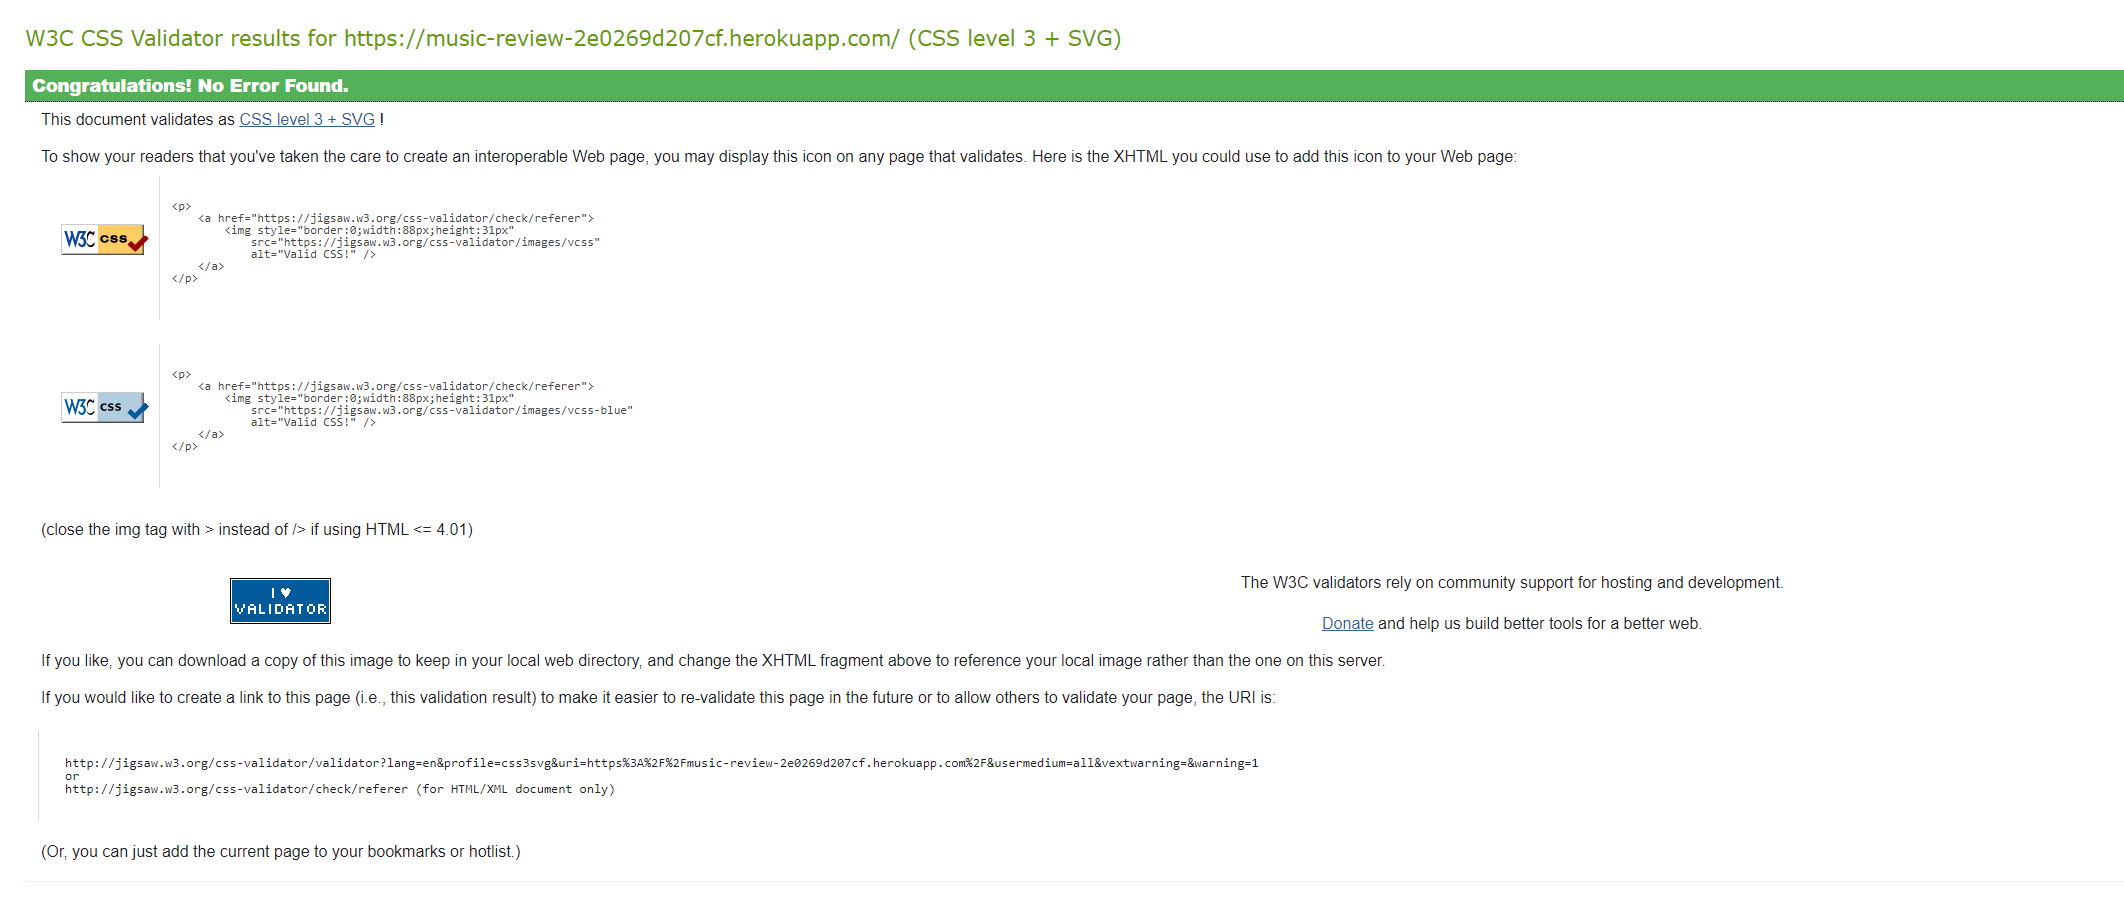 W3C CSS Validator results for https://music-review-2e0269d207cf.herokuapp.com/ (CSS level 3 + SVG)
Congratulations! No Error Found.
This document validates as CSS level 3 + SVG !
To show your readers that you've taken the care to create an interoperable Web page, you may display this icon on any page that validates. Here is the XHTML you could use to add this icon to your Web page:
W3C css
<p>
    <a href="https://jigsaw.w3.org/css-validator/check/referer">
        <img style="border:0;width:88px;height:31px"
            src="https://jigsaw.w3.org/css-validator/images/vcss"
            alt="Valid CSS!" />
    </a>
</p>
W3C css
<p>
    <a href="https://jigsaw.w3.org/css-validator/check/referer">
        <img style="border:0;width:88px;height:31px"
            src="https://jigsaw.w3.org/css-validator/images/vcss-blue"
            alt="Valid CSS!" />
    </a>
</p>
(close the img tag with > instead of /> if using HTML <= 4.01)
I ♥
VALIDATOR
The W3C validators rely on community support for hosting and development.
Donate and help us build better tools for a better web.
If you like, you can download a copy of this image to keep in your local web directory, and change the XHTML fragment above to reference your local image rather than the one on this server.
If you would like to create a link to this page (i.e., this validation result) to make it easier to re-validate this page in the future or to allow others to validate your page, the URI is:
http://jigsaw.w3.org/css-validator/validator?lang=en&profile=css3svg&uri=https%3A%2F%2Fmusic-review-2e0269d207cf.herokuapp.com%2F&usermedium=all&vextwarning=&warning=1
or
http://jigsaw.w3.org/css-validator/check/referer (for HTML/XML document only)
(Or, you can just add the current page to your bookmarks or hotlist.)